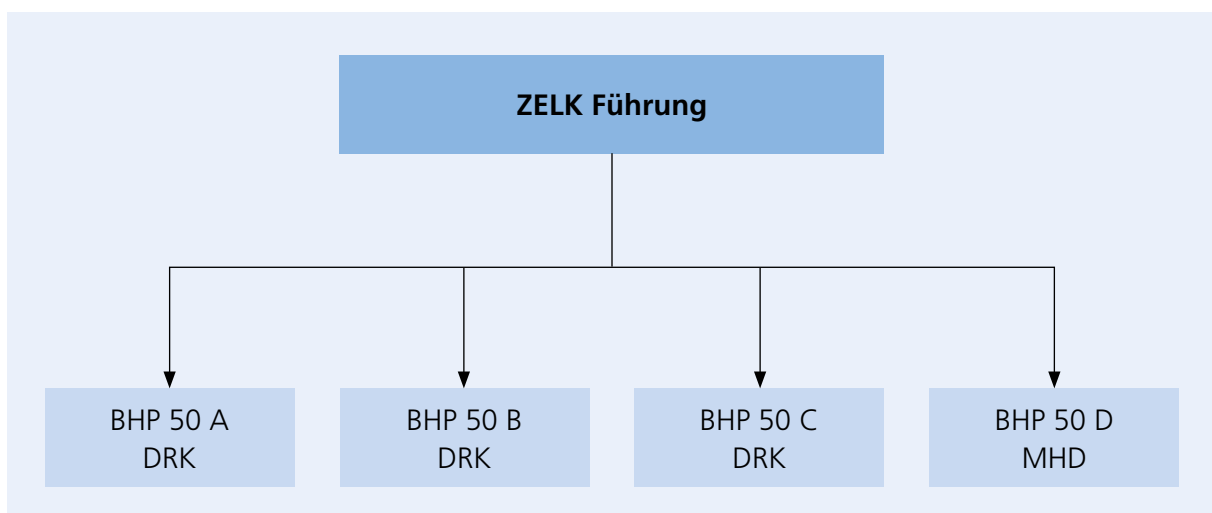 ZELK Führung
BHP 50 A
DRK
BHP 50 B
DRK
BHP 50 C
DRK
BHP 50 D
MHD